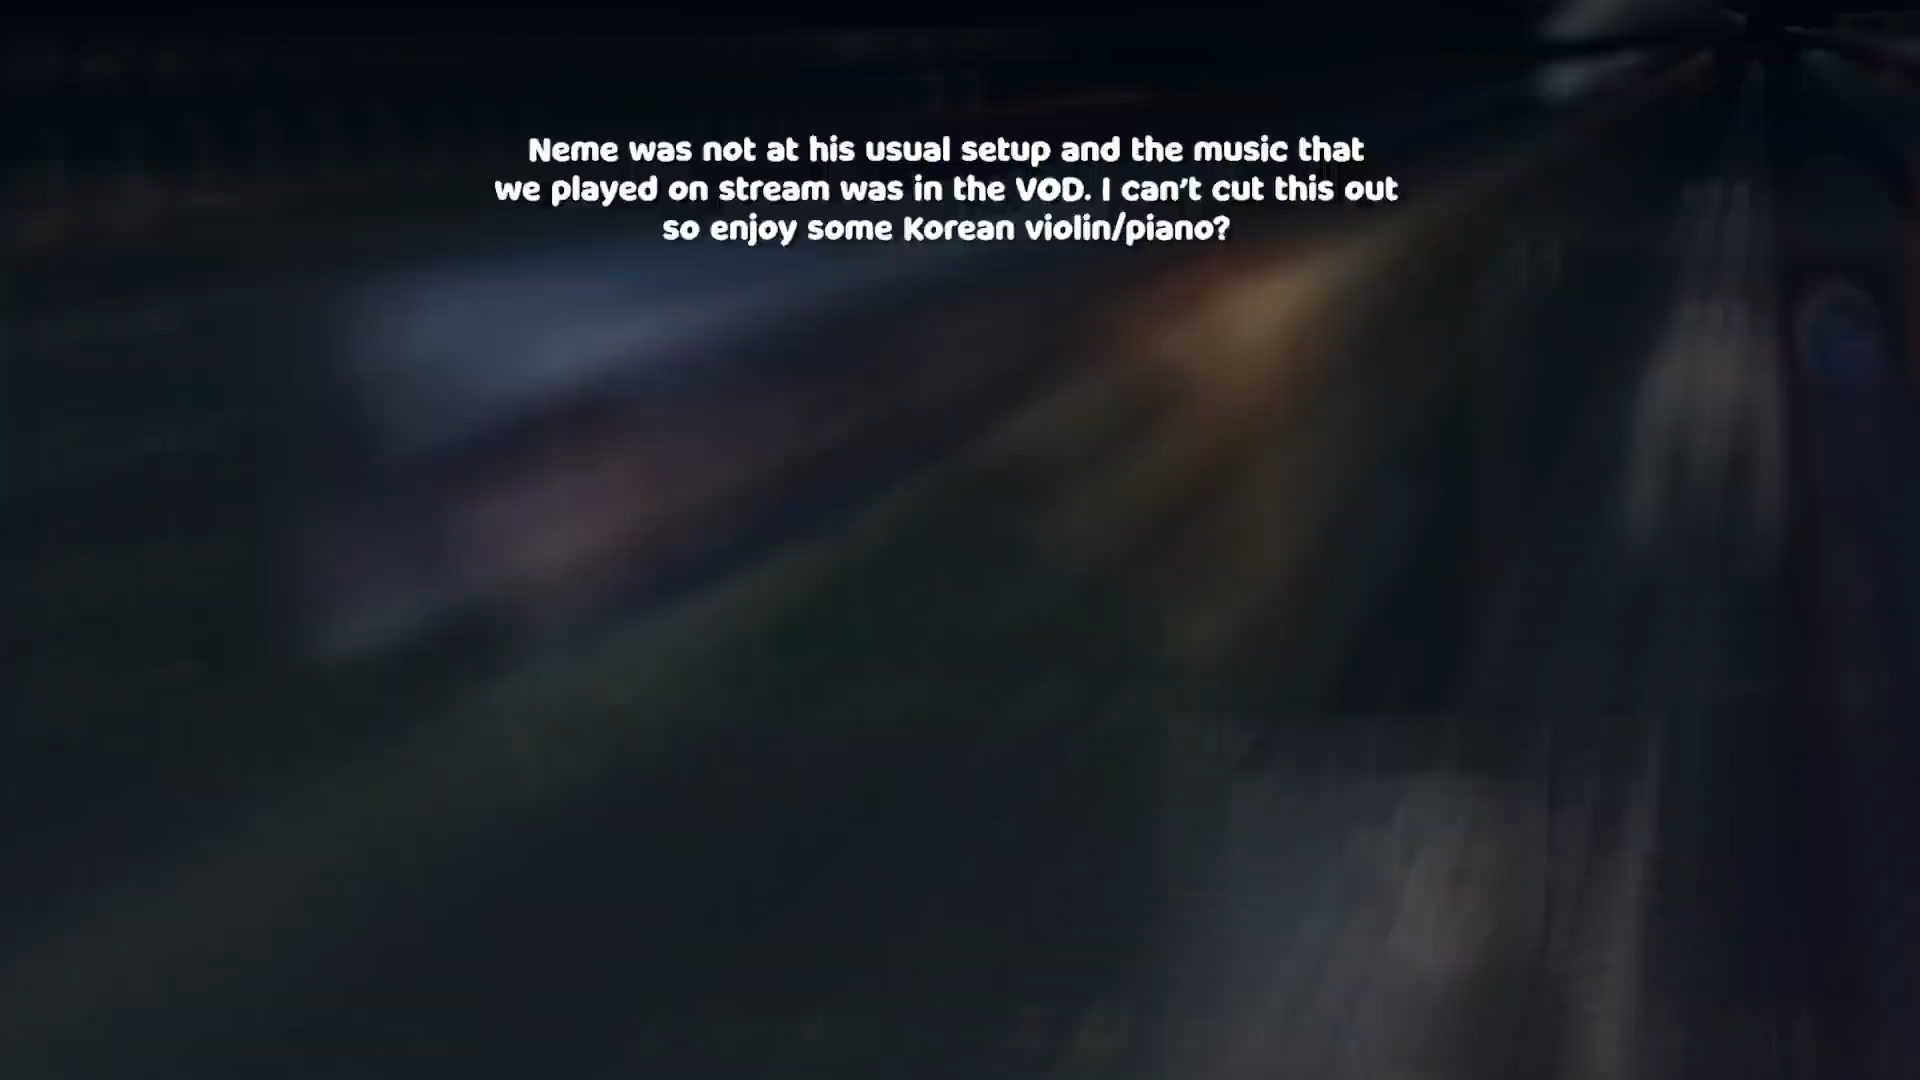 Neme was not at his usual setup and the music that
we played on stream was in the VOD. I can't cut this out
so enjoy some Korean violin/piano?